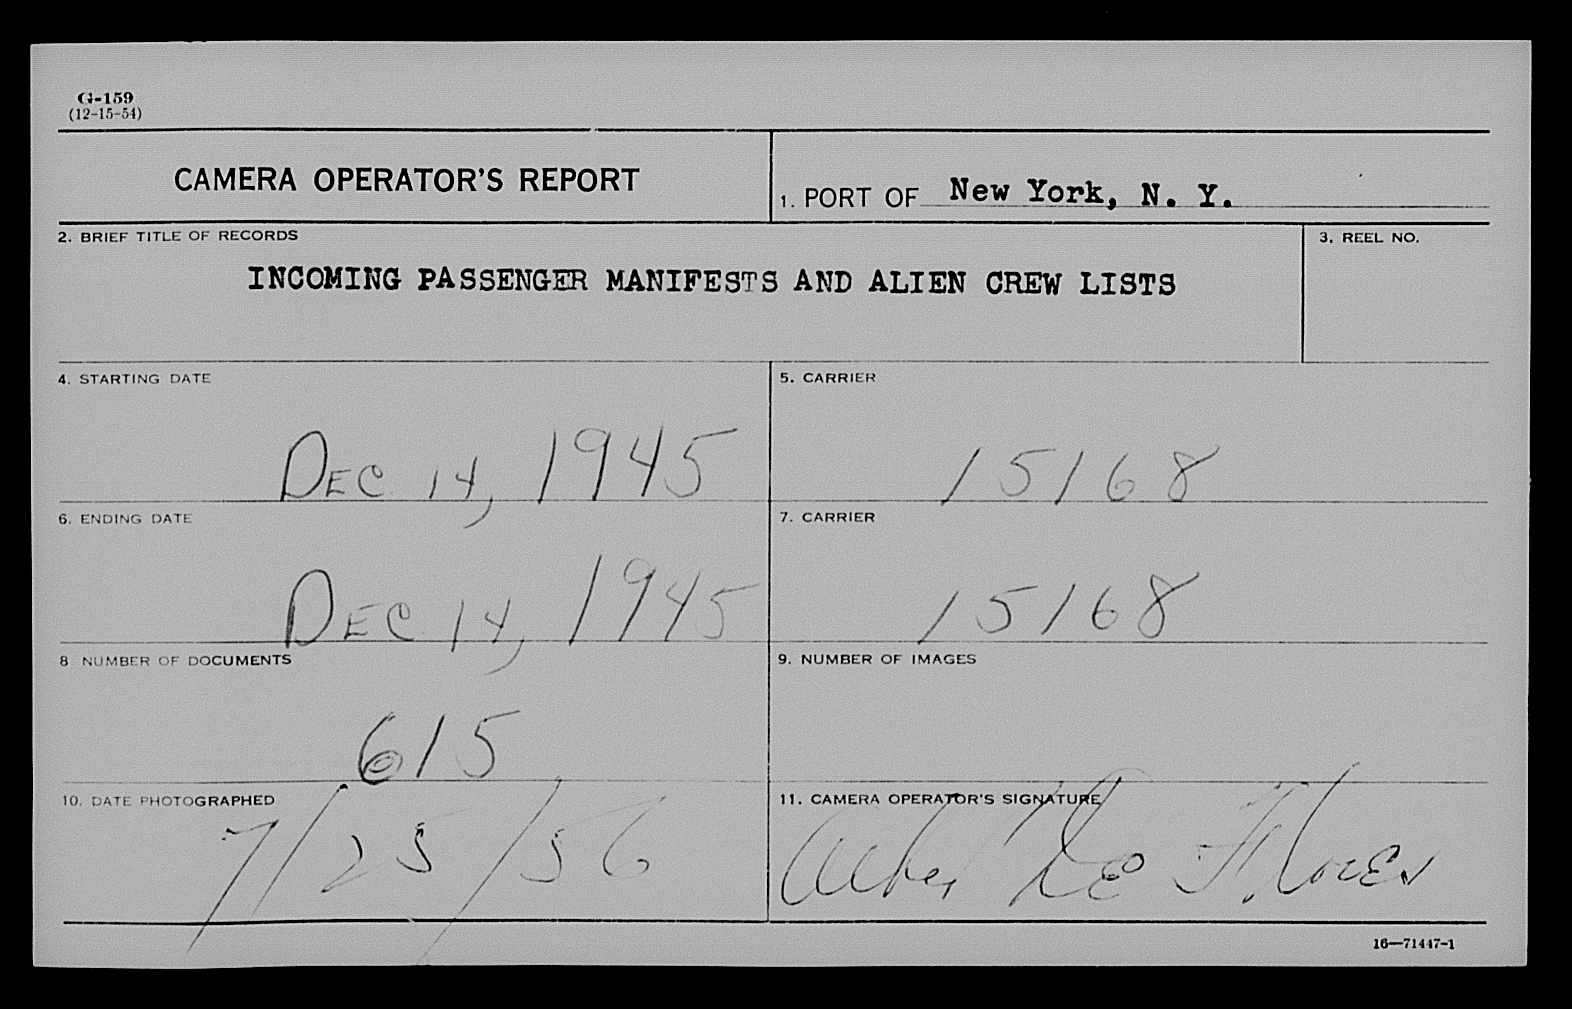 G-159
(12-15-54)
CAMERA OPERATOR'S REPORT
1. PORT OF New York, N. Y.
2. BRIEF TITLE OF RECORDS
3. REEL NO.
INCOMING PASSENGER MANIFESTS AND ALIEN CREW LISTS
4. STARTING DATE
5. CARRIER
DEC 14, 1945
15168
6. ENDING DATE
7. CARRIER
DEC 14, 1945
15168
8 NUMBER OF DOCUMENTS
9. NUMBER OF IMAGES
615
10. DATE PHOTOGRAPHED
11. CAMERA OPERATOR'S SIGNATURE
7/25/56
De Flores
16—71447-1